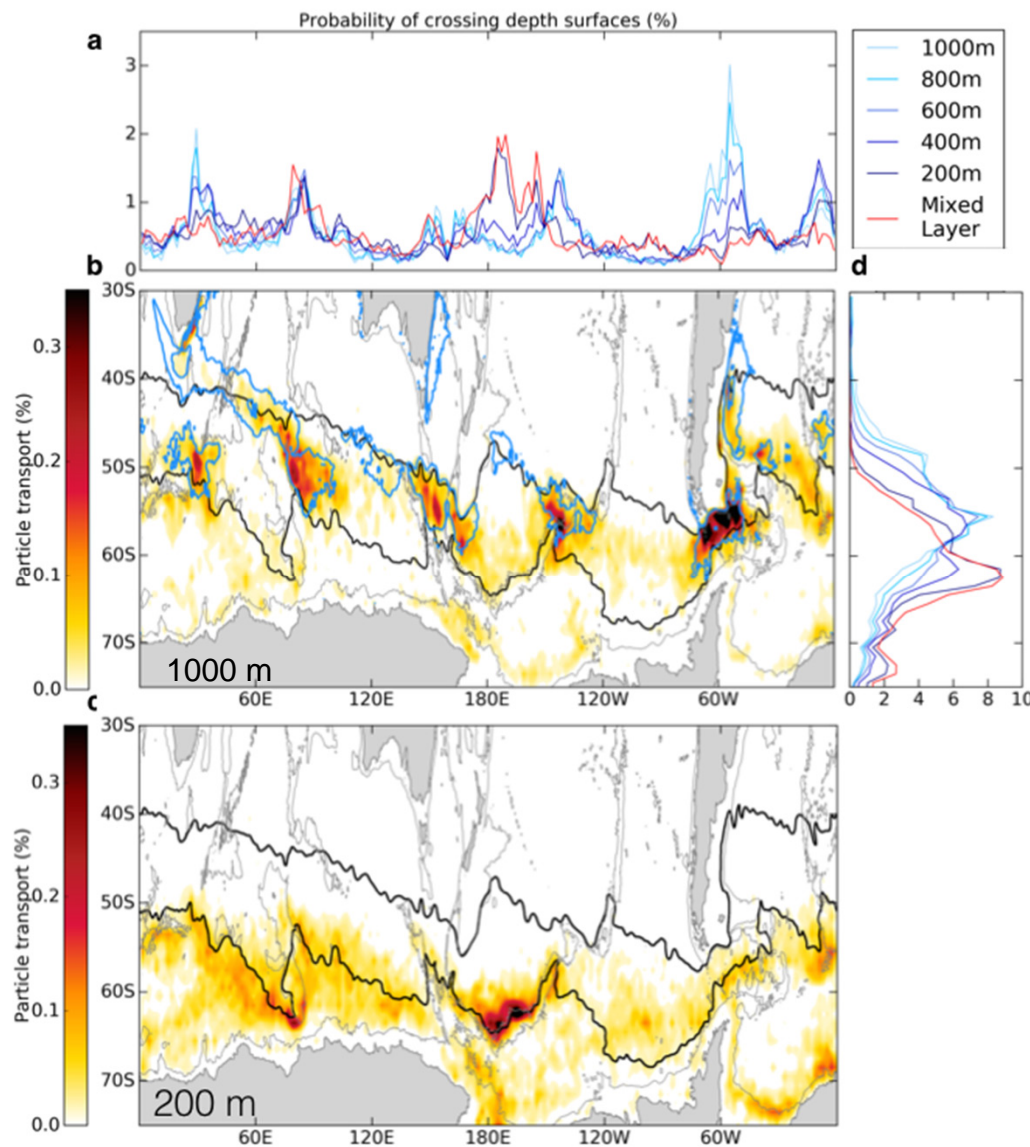 Probability of crossing depth surfaces (%)
a
3
2
1
0
1000m
800m
600m
400m
200m
Mixed
Layer
b
d
30S
40S
50S
60S
70S
0.3
0.2
0.1
0.0
Particle transport (%)
1000 m
60E
120E
180E
120W
60W
0
2
4
6
8
10
c
30S
40S
50S
60S
70S
0.3
0.2
0.1
0.0
Particle transport (%)
200 m
60E
120E
180E
120W
60W